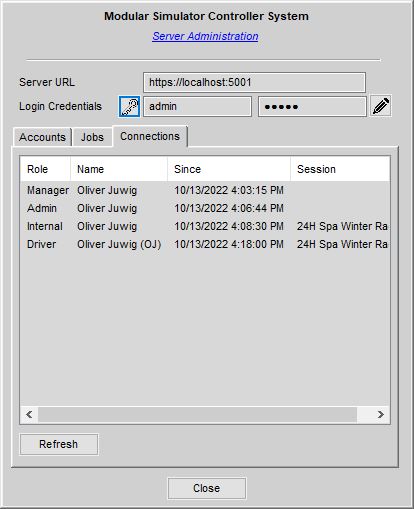 Modular Simulator Controller System
Server Administration
Server URL https://localhost:5001
Login Credentials admin ●●●●●
Accounts Jobs Connections
Role Name Since Session
Manager Oliver Juwig 10/13/2022 4:03:15 PM
Admin Oliver Juwig 10/13/2022 4:06:44 PM
Internal Oliver Juwig 10/13/2022 4:08:30 PM 24H Spa Winter Ra
Driver Oliver Juwig (OJ) 10/13/2022 4:18:00 PM 24H Spa Winter Ra
Refresh
Close